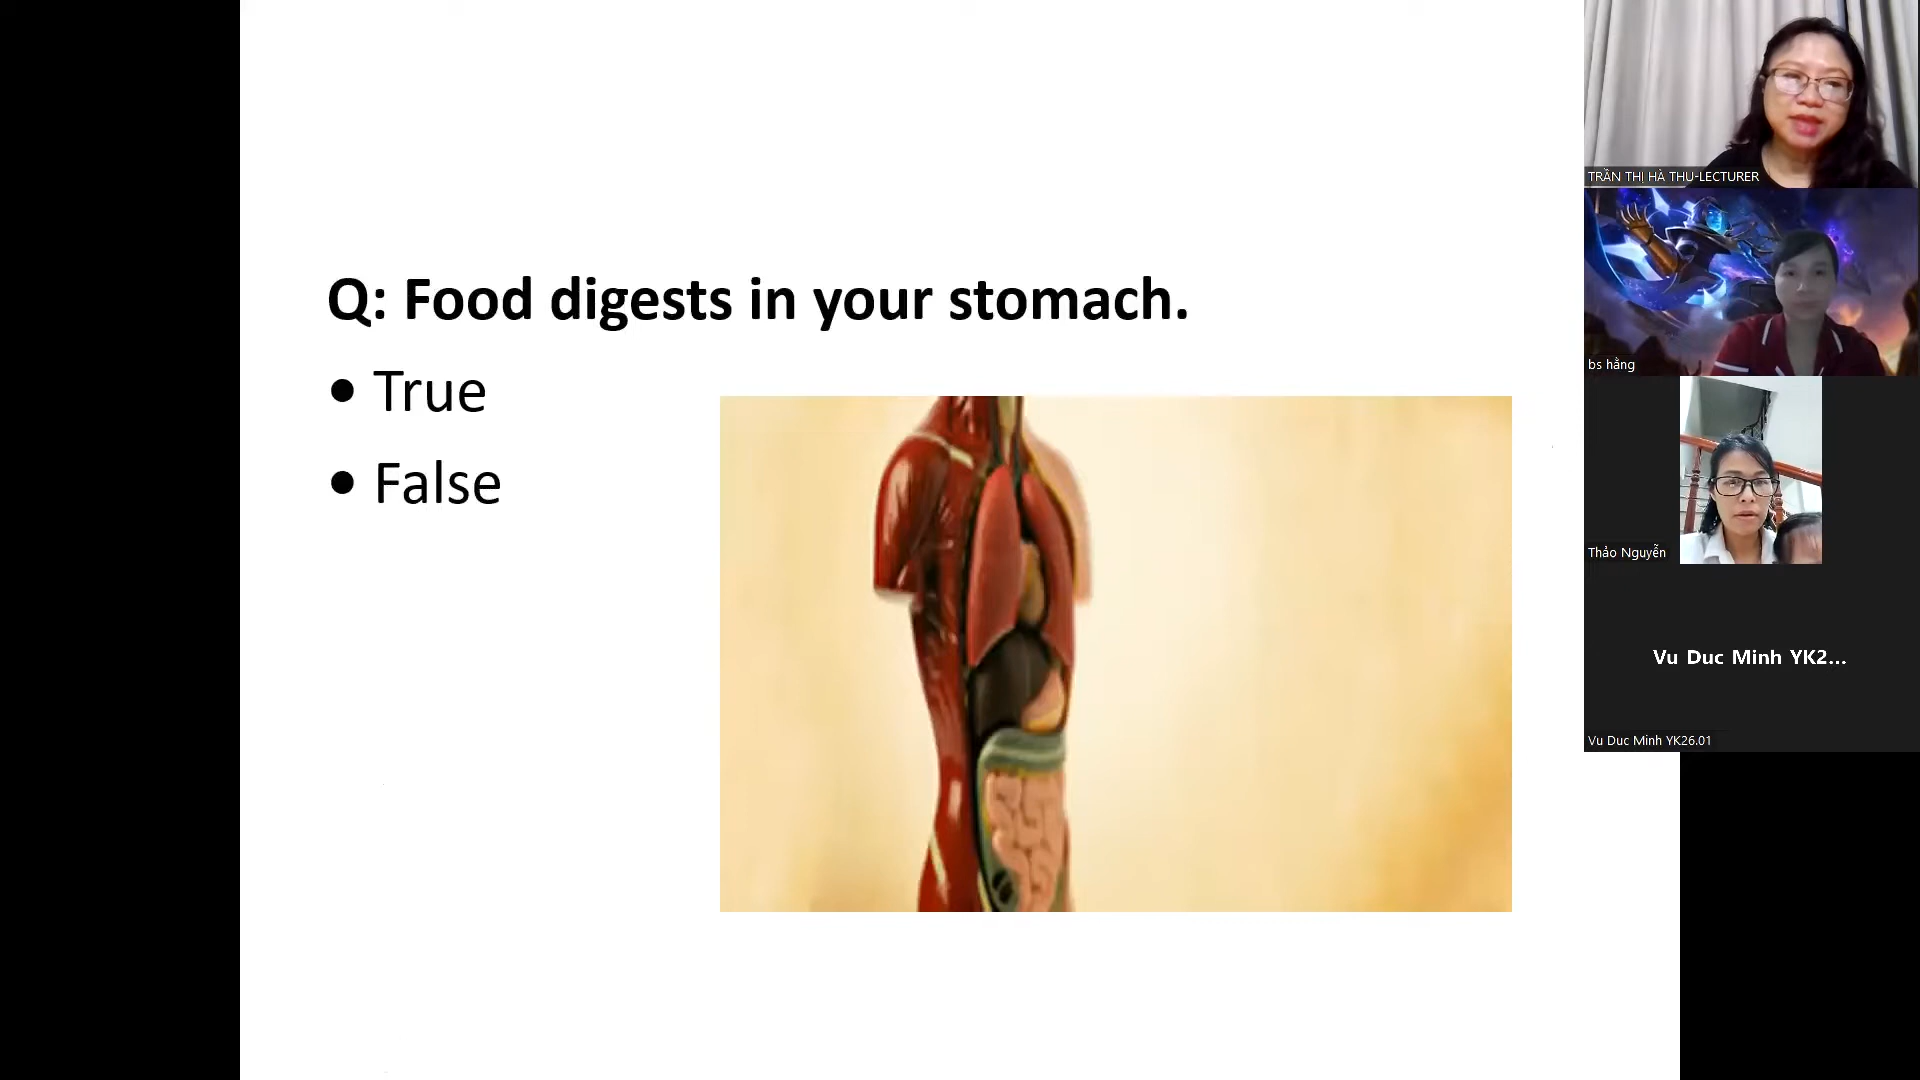 Q: Food digests in your stomach.
• True
• False
TRẦN THỊ HÀ THU-LECTURER
bs hằng
Thảo Nguyễn
Vu Duc Minh YK2...
Vu Duc Minh YK26.01